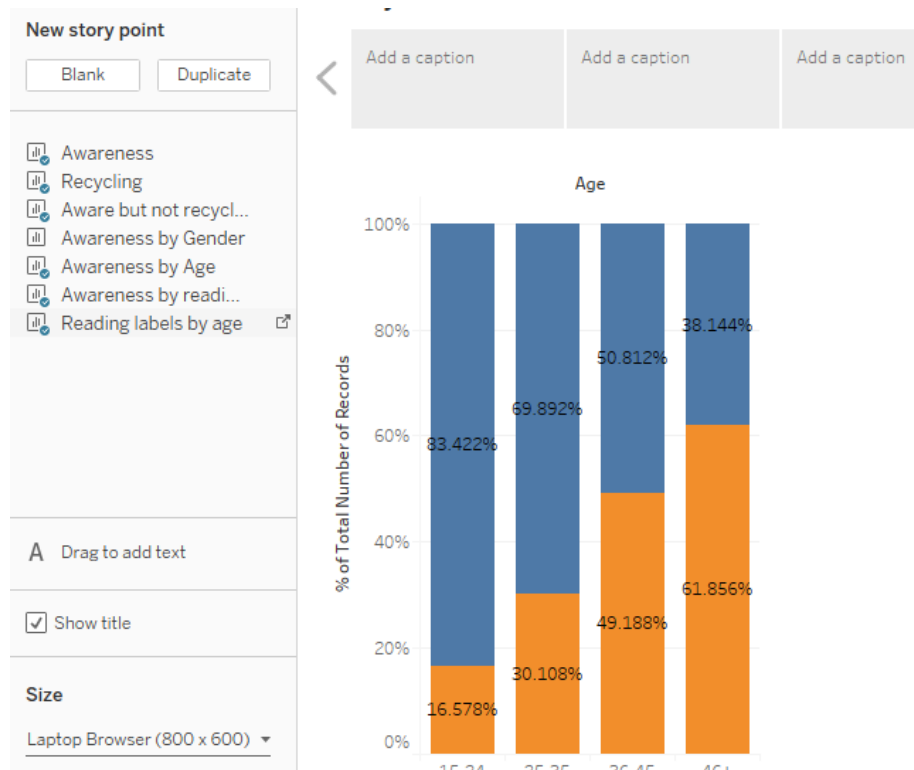 New story point
Blank
Duplicate
Awareness
Recycling
Aware but not recycl...
Awareness by Gender
Awareness by Age
Awareness by readi...
Reading labels by age
A Drag to add text
Show title
Size
Laptop Browser (800 x 600)
Add a caption
Add a caption
Add a caption
Age
% of Total Number of Records
100%
80%
60%
40%
20%
0%
83.422%
16.578%
69.892%
30.108%
50.812%
49.188%
38.144%
61.856%